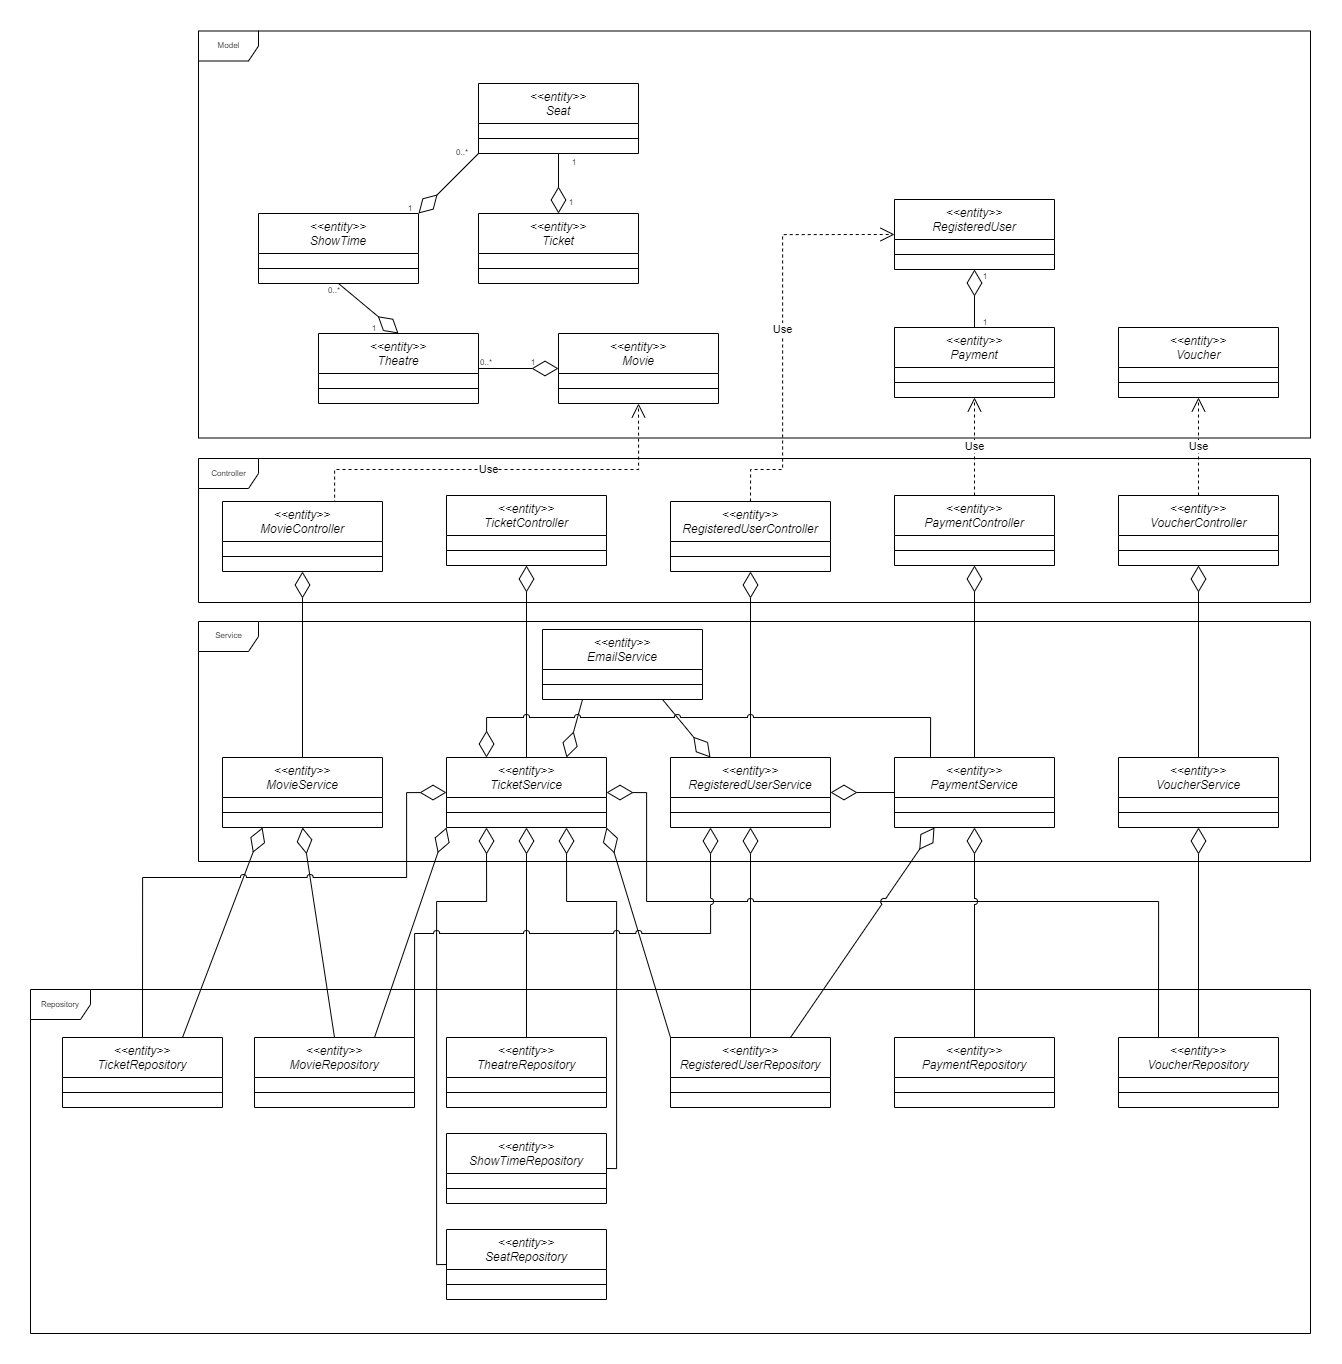 Model
<<entity>>
Seat
0..*
1
1
1
<<entity>>
ShowTime
<<entity>>
Ticket
<<entity>>
RegisteredUser
0..*
1
1
1
<<entity>>
Theatre
0..*
1
<<entity>>
Movie
Use
<<entity>>
Payment
<<entity>>
Voucher
Use
Use
Controller
Use
<<entity>>
MovieController
<<entity>>
TicketController
<<entity>>
RegisteredUserController
<<entity>>
PaymentController
<<entity>>
VoucherController
Service
<<entity>>
EmailService
<<entity>>
MovieService
<<entity>>
TicketService
<<entity>>
RegisteredUserService
<<entity>>
PaymentService
<<entity>>
VoucherService
Repository
<<entity>>
TicketRepository
<<entity>>
MovieRepository
<<entity>>
TheatreRepository
<<entity>>
RegisteredUserRepository
<<entity>>
PaymentRepository
<<entity>>
VoucherRepository
<<entity>>
ShowTimeRepository
<<entity>>
SeatRepository